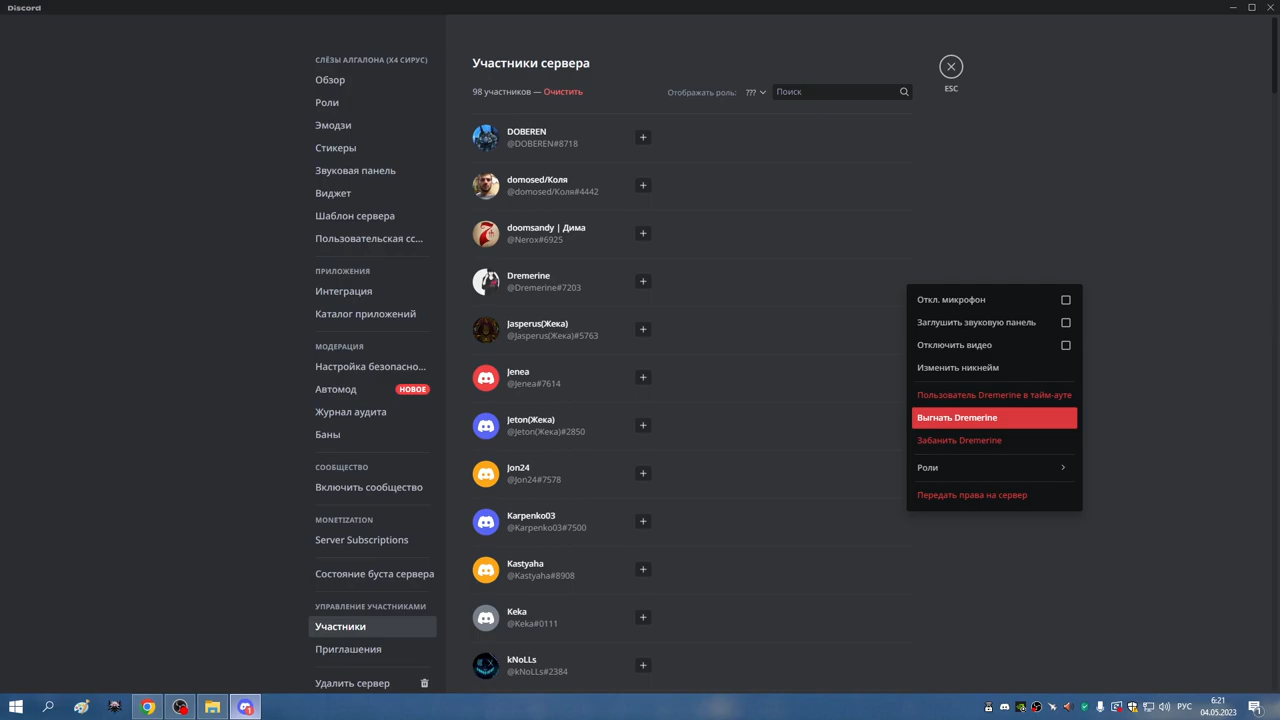 Discord
СЛЁЗЫ АЛГАЛОНА (X4 СИРУС)
Обзор
Роли
Эмодзи
Стикеры
Звуковая панель
Виджет
Шаблон сервера
Пользовательская сс...
ПРИЛОЖЕНИЯ
Интеграция
Каталог приложений
МОДЕРАЦИЯ
Настройка безопасно...
Автомод НОВОЕ
Журнал аудита
Баны
СООБЩЕСТВО
Включить сообщество
MONETIZATION
Server Subscriptions
Состояние буста сервера
УПРАВЛЕНИЕ УЧАСТНИКАМИ
Участники
Приглашения
Удалить сервер
Участники сервера
98 участников — Очистить
Отображать роль: ???
Поиск
ESC
DOBEREN
@DOBEREN#8718
domosed/Коля
@domosed/Коля#4442
doomsandy | Дима
@Nerox#6925
Dremerine
@Dremerine#7203
Jasperus(Жека)
@Jasperus(Жека)#5763
Jenea
@Jenea#7614
Jeton(Жека)
@Jeton(Жека)#2850
Jon24
@Jon24#7578
Karpenko03
@Karpenko03#7500
Kastyaha
@Kastyaha#8908
Keka
@Keka#0111
kNoLLs
@kNoLLs#2384
Откл. микрофон
Заглушить звуковую панель
Отключить видео
Изменить никнейм
Пользователь Dremerine в тайм-ауте
Выгнать Dremerine
Забанить Dremerine
Роли
Передать права на сервер
РУС
6:21
04.05.2023